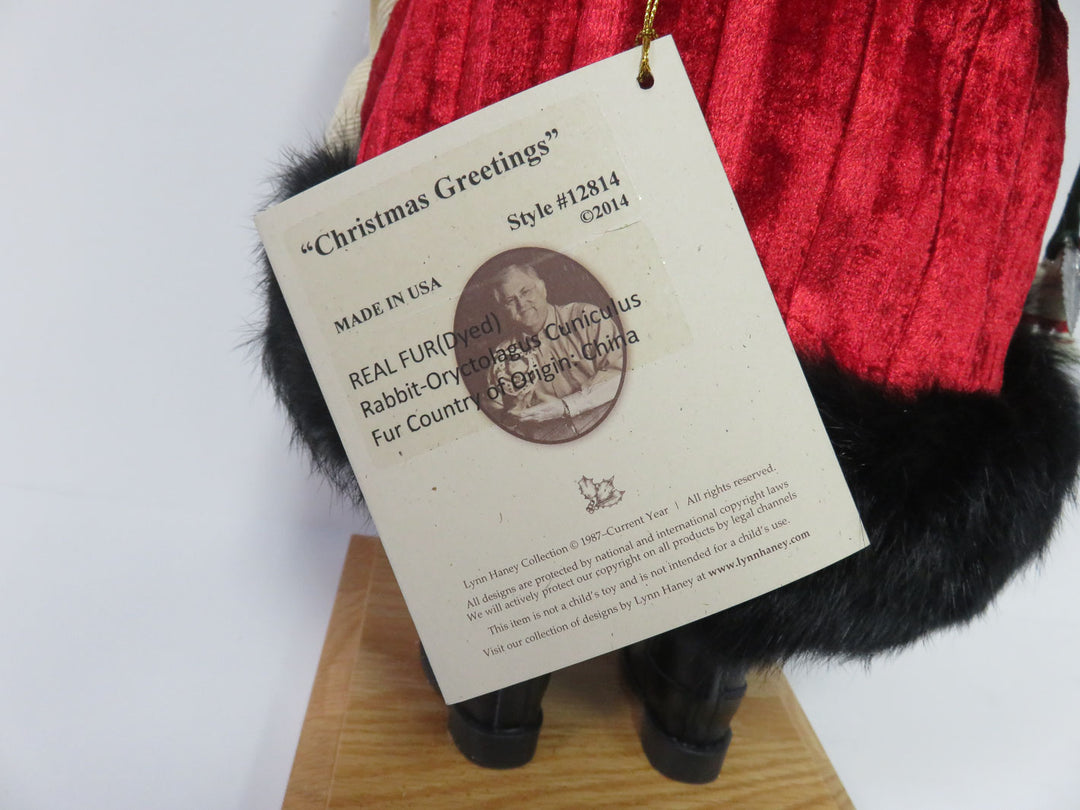 “Christmas Greetings”
Style #12814
©2014
MADE IN USA
REAL FUR(Dyed)
Rabbit-Oryctolagus Cuniculus
Fur Country of Origin: China
Lynn Haney Collection © 1987–Current Year | All rights reserved.
All designs are protected by national and international copyright laws
We will actively protect our copyright on all products by legal channels
This item is not a child’s toy and is not intended for a child’s use.
Visit our collection of designs by Lynn Haney at www.lynnhaney.com